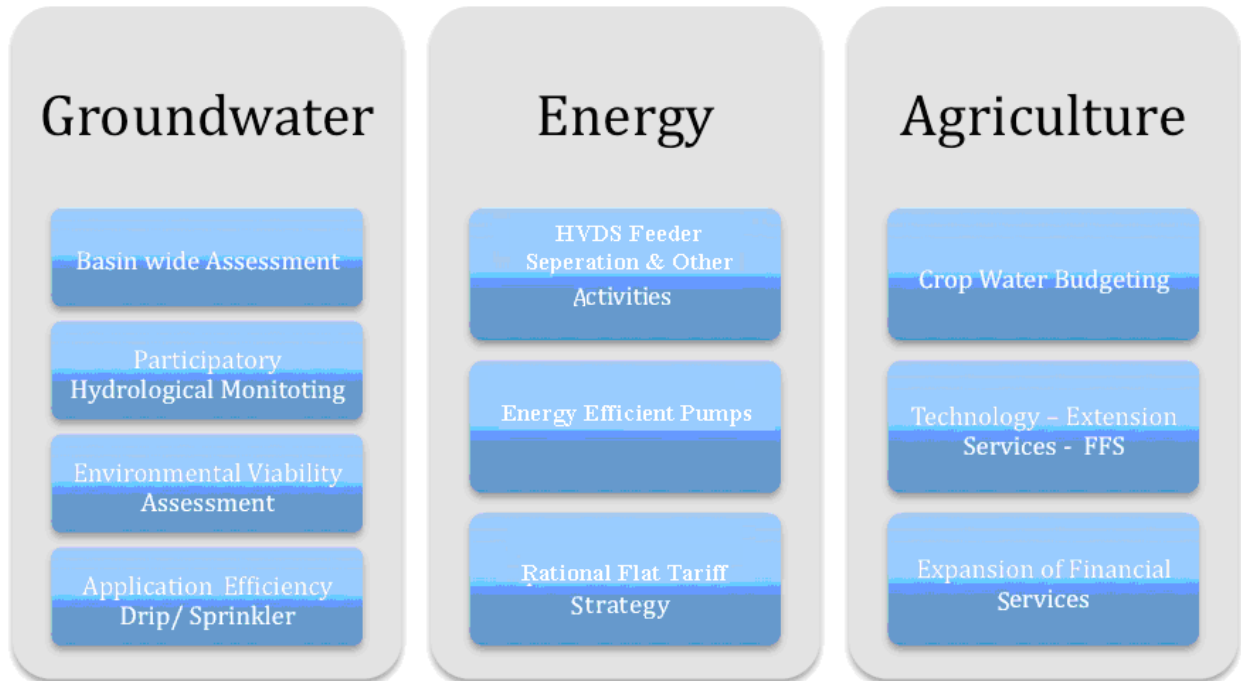 Groundwater
Basin wide Assessment
Participatory
Hydrological Monitoting
Environmental Viability
Assessment
Application Efficiency
Drip/ Sprinkler
Energy
HVDS Feeder
Seperation & Other
Activities
Energy Efficient Pumps
Rational Flat Tariff
Strategy
Agriculture
Crop Water Budgeting
Technology – Extension
Services - FFS
Expansion of Financial
Services